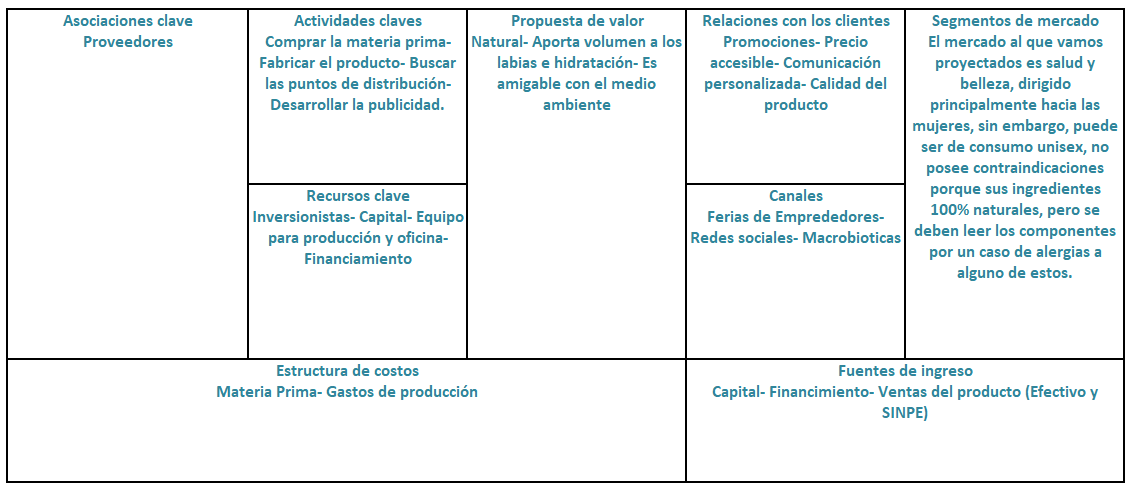 Asociaciones clave
Proveedores
Actividades claves
Comprar la materia prima-
Fabricar el producto- Buscar
las puntos de distribución-
Desarrollar la publicidad.
Recursos clave
Inversionistas- Capital- Equipo
para producción y oficina-
Financiamiento
Propuesta de valor
Natural- Aporta volumen a los
labias e hidratación- Es
amigable con el medio
ambiente
Relaciones con los clientes
Promociones- Precio
accesible- Comunicación
personalizada- Calidad del
producto
Canales
Ferias de Emprededores-
Redes sociales- Macrobioticas
Segmentos de mercado
El mercado al que vamos
proyectados es salud y
belleza, dirigido
principalmente hacia las
mujeres, sin embargo, puede
ser de consumo unisex, no
posee contraindicaciones
porque sus ingredientes
100% naturales, pero se
deben leer los componentes
por un caso de alergias a
alguno de estos.
Estructura de costos
Materia Prima- Gastos de producción
Fuentes de ingreso
Capital- Financimiento- Ventas del producto (Efectivo y
SINPE)